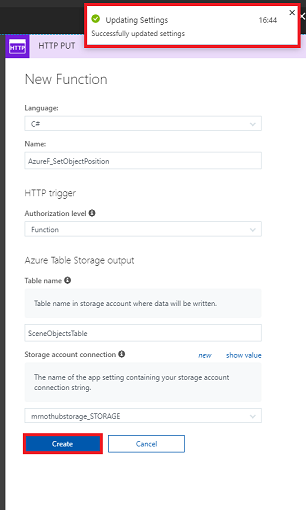 Updating Settings 16:44
Successfully updated settings
HTTP HTTP PUT
New Function
Language:
C#
Name:
AzureF_SetObjectPosition
HTTP trigger
Authorization level
Function
Azure Table Storage output
Table name
Table name in storage account where data will be written.
SceneObjectsTable
Storage account connection new show value
The name of the app setting containing your storage account
connection string.
mrnothubstorage_STORAGE
Create Cancel